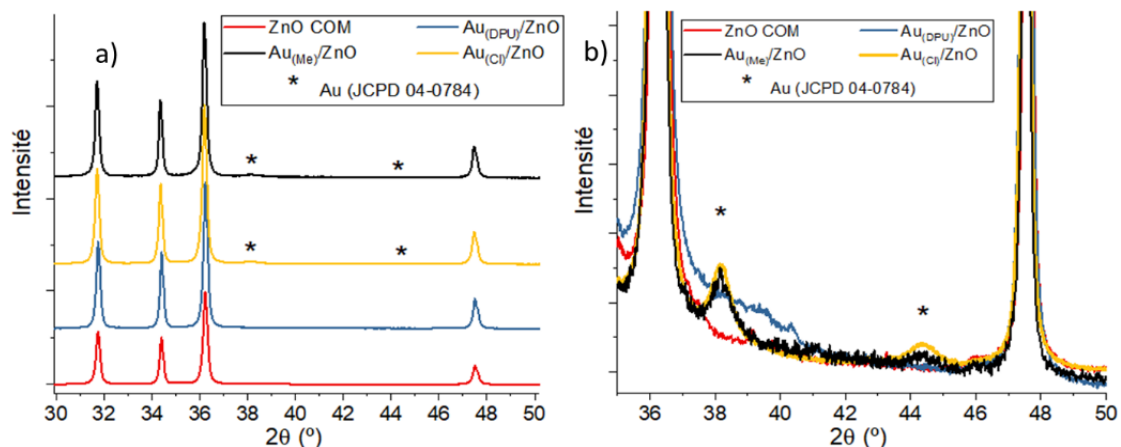 a)
ZnO COM
Au(DPU)/ZnO
Au(Me)/ZnO
Au(Cl)/ZnO
* Au (JCPD 04-0784)
* *
* *
Intensité
30 32 34 36 38 40 42 44 46 48 50
2θ (º)
b)
ZnO COM
Au(DPU)/ZnO
Au(Me)/ZnO
Au(Cl)/ZnO
* Au (JCPD 04-0784)
*
*
Intensité
36 38 40 42 44 46 48 50
2θ (º)